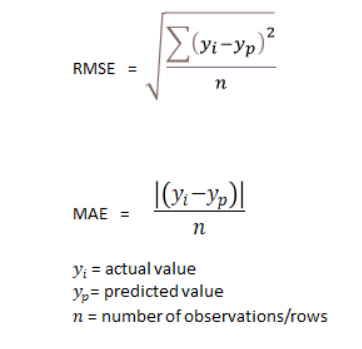 RMSE = √(∑(yᵢ−yₚ)²/n)
MAE = |(yᵢ−yₚ)|/n
yᵢ = actual value
yₚ= predicted value
n = number of observations/rows